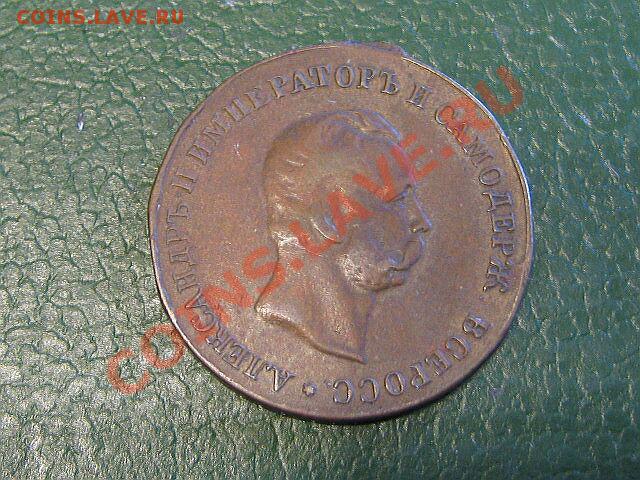 COINS.LAVE.RU
АЛЕКСАНДРЪ II ИМПЕРАТОРЪ И САМОДЕРЖ. ВСЕРОСС. *
COINS.LAVE.RU